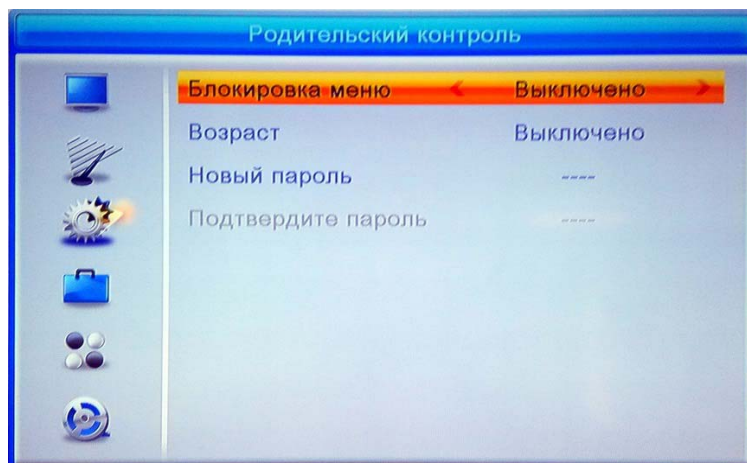 Родительский контроль
Блокировка меню < Выключено >
Возраст Выключено
Новый пароль ----
Подтвердите пароль ----